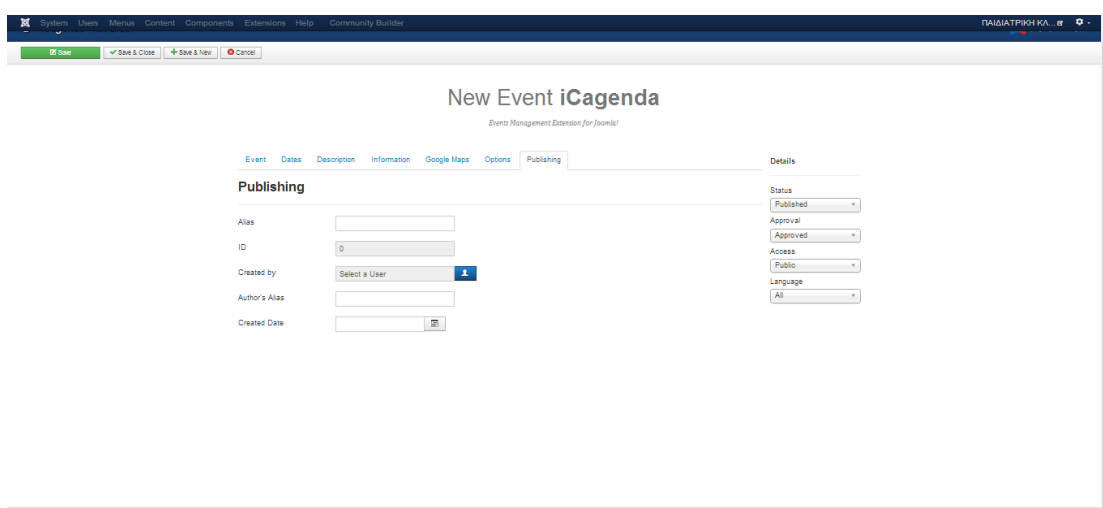 System Users Menus Content Components Extensions Help Community Builder ΠΑΙΔΙΑΤΡΙΚΗ ΚΛ...
Save Save & Close Save & New Cancel
New Event iCagenda
Events Management Extension for Joomla!
Event Dates Description Information Google Maps Options Publishing
Publishing
Alias
ID 0
Created by Select a User
Author's Alias
Created Date
Details
Status
Published
Approval
Approved
Access
Public
Language
All